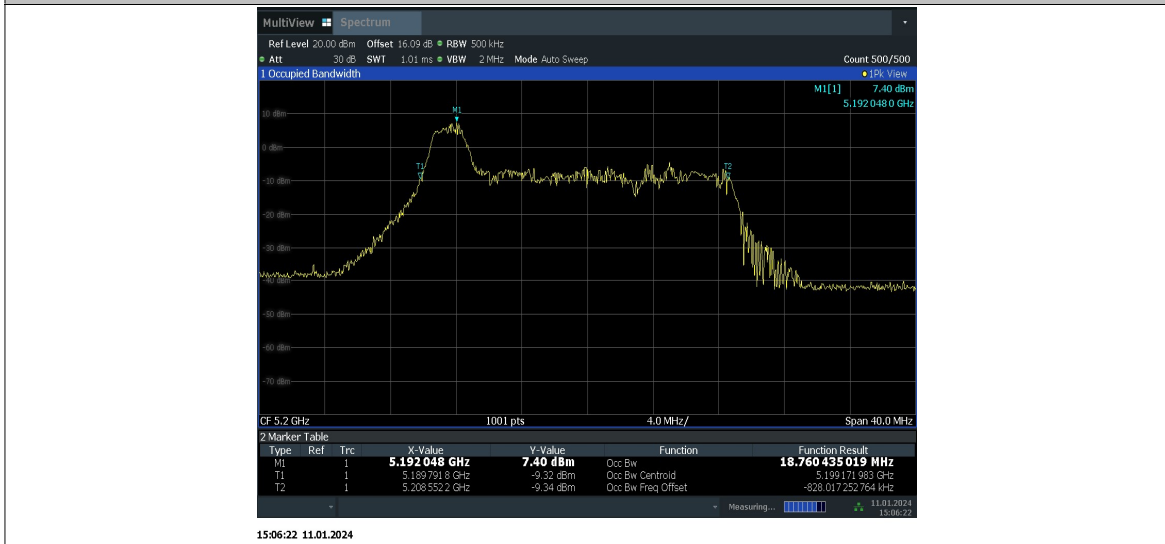 MultiView Spectrum
Ref Level 20.00 dBm Offset 16.09 dB RBW 500 kHz
Att 30 dB SWT 1.01 ms VBW 2 MHz Mode Auto Sweep Count 500/500
1 Occupied Bandwidth 1Pk View
M1[1] 7.40 dBm
5.192 048 0 GHz
10 dBm
M1
0 dBm
T1 T2
-10 dBm
-20 dBm
-30 dBm
-40 dBm
-50 dBm
-60 dBm
-70 dBm
CF 5.2 GHz 1001 pts 4.0 MHz/ Span 40.0 MHz
2 Marker Table
Type Ref Trc X-Value Y-Value Function Function Result
M1 1 5.192 048 GHz 7.40 dBm Occ Bw 18.760 435 019 MHz
T1 1 5.189 791 8 GHz -9.32 dBm Occ Bw Centroid 5.199 171 983 GHz
T2 1 5.208 552 2 GHz -9.34 dBm Occ Bw Freq Offset -828.017 252 764 kHz
Measuring... 11.01.2024
15:06:22
15:06:22 11.01.2024